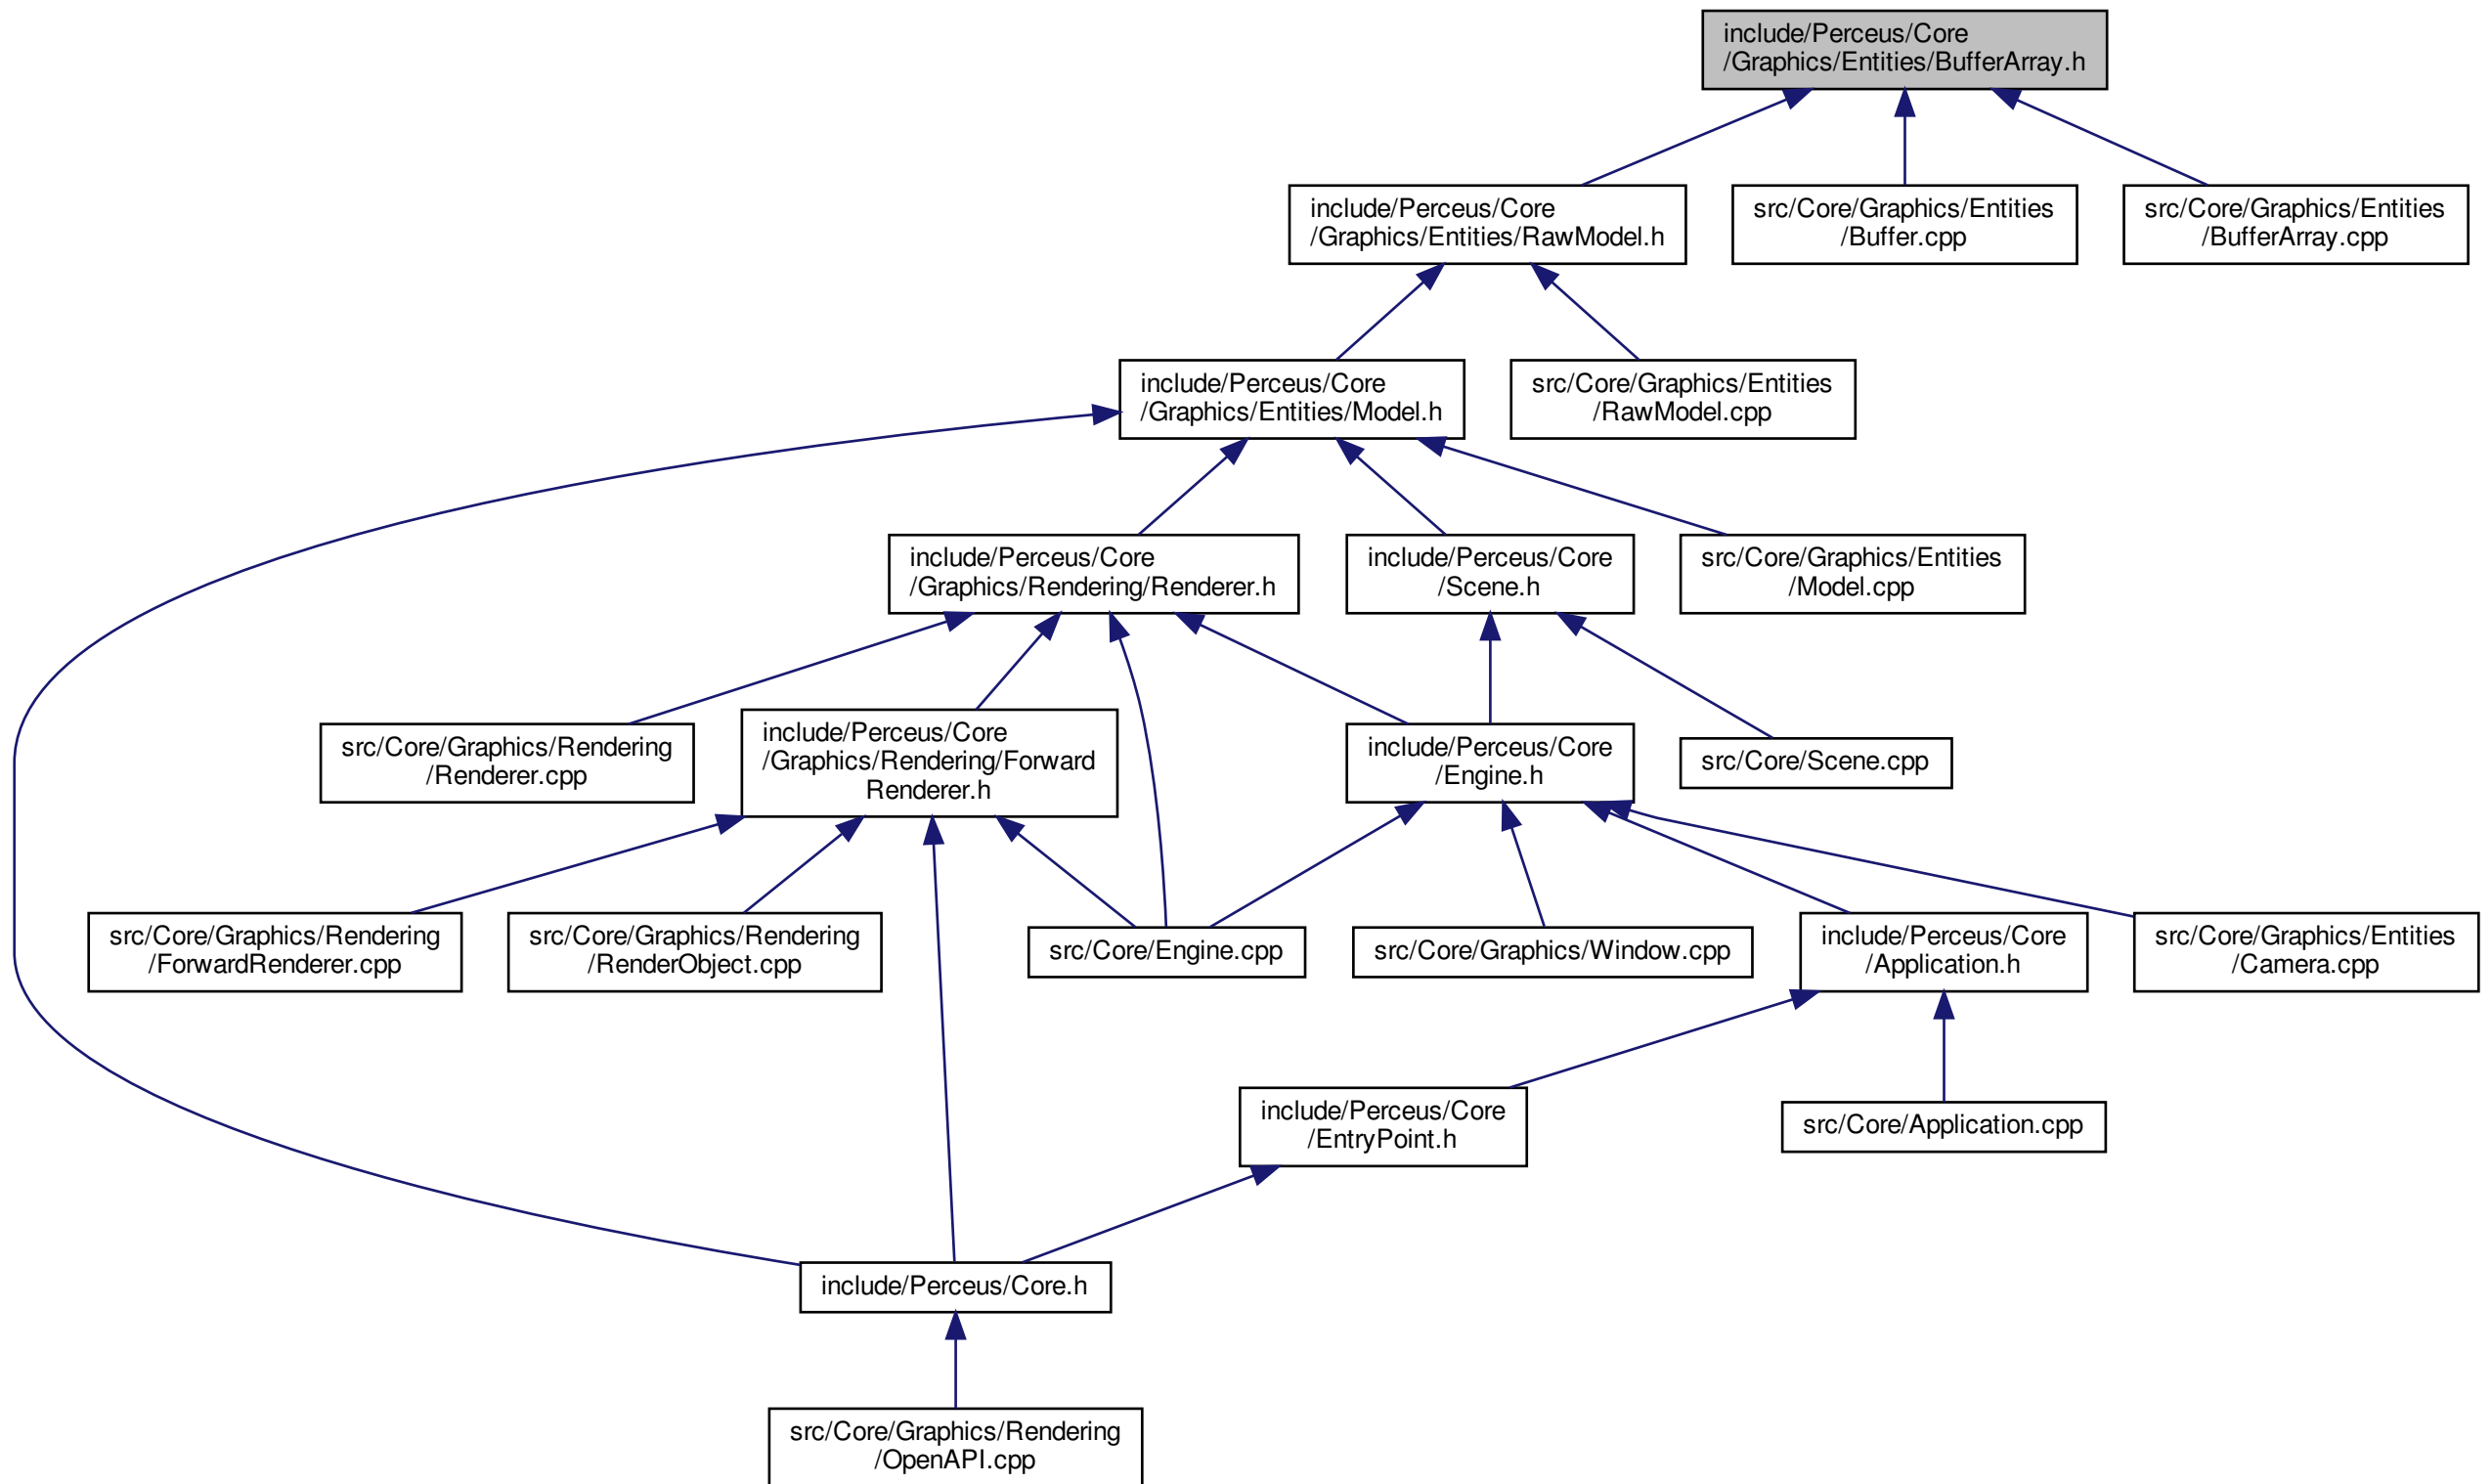 include/Perceus/Core
/Graphics/Entities/BufferArray.h
include/Perceus/Core
/Graphics/Entities/RawModel.h
src/Core/Graphics/Entities
/Buffer.cpp
src/Core/Graphics/Entities
/BufferArray.cpp
include/Perceus/Core
/Graphics/Entities/Model.h
src/Core/Graphics/Entities
/RawModel.cpp
include/Perceus/Core
/Graphics/Rendering/Renderer.h
include/Perceus/Core
/Scene.h
src/Core/Graphics/Entities
/Model.cpp
src/Core/Graphics/Rendering
/Renderer.cpp
include/Perceus/Core
/Graphics/Rendering/Forward
Renderer.h
include/Perceus/Core
/Engine.h
src/Core/Scene.cpp
src/Core/Graphics/Rendering
/ForwardRenderer.cpp
src/Core/Graphics/Rendering
/RenderObject.cpp
src/Core/Engine.cpp
src/Core/Graphics/Window.cpp
include/Perceus/Core
/Application.h
src/Core/Graphics/Entities
/Camera.cpp
include/Perceus/Core
/EntryPoint.h
src/Core/Application.cpp
include/Perceus/Core.h
src/Core/Graphics/Rendering
/OpenAPI.cpp